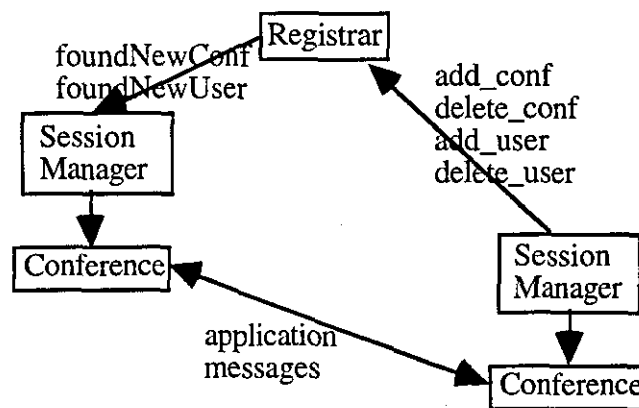 Registrar
foundNewConf
foundNewUser
add_conf
delete_conf
add_user
delete_user
Session
Manager
Conference
Session
Manager
application
messages
Conference